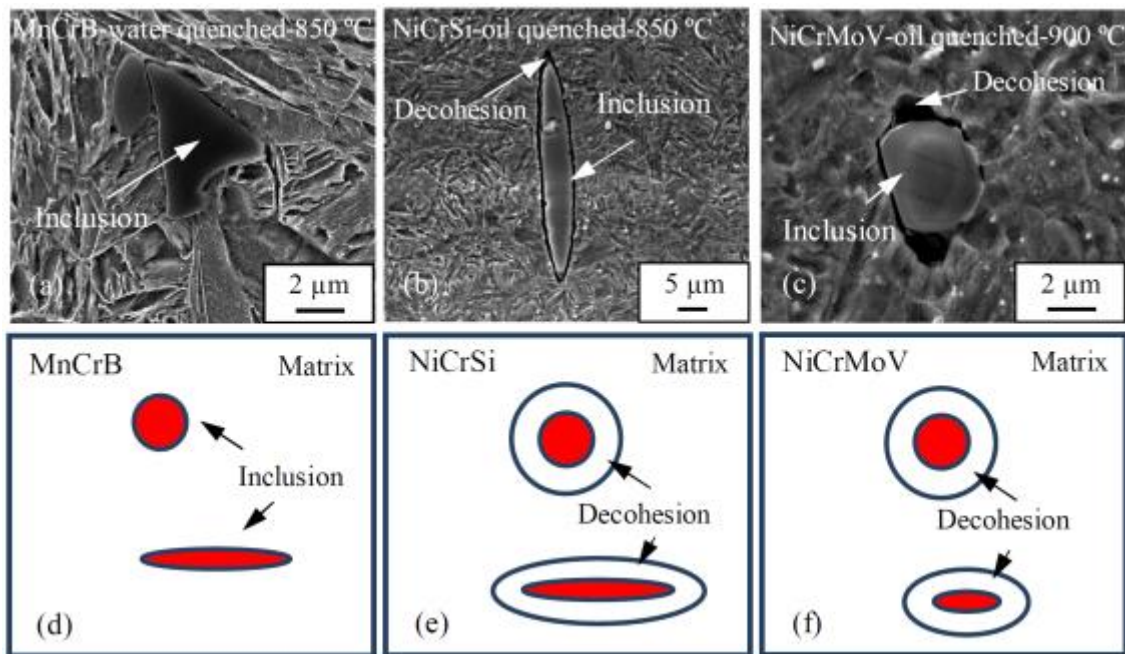 MnCrB-water quenched-850 ºC
Inclusion
(a)
2 µm
NiCrSi-oil quenched-850 ºC
Decohesion
Inclusion
(b)
5 µm
NiCrMoV-oil quenched-900 ºC
Decohesion
Inclusion
(c)
2 µm
MnCrB
Matrix
Inclusion
(d)
NiCrSi
Matrix
Decohesion
(e)
NiCrMoV
Matrix
Decohesion
(f)